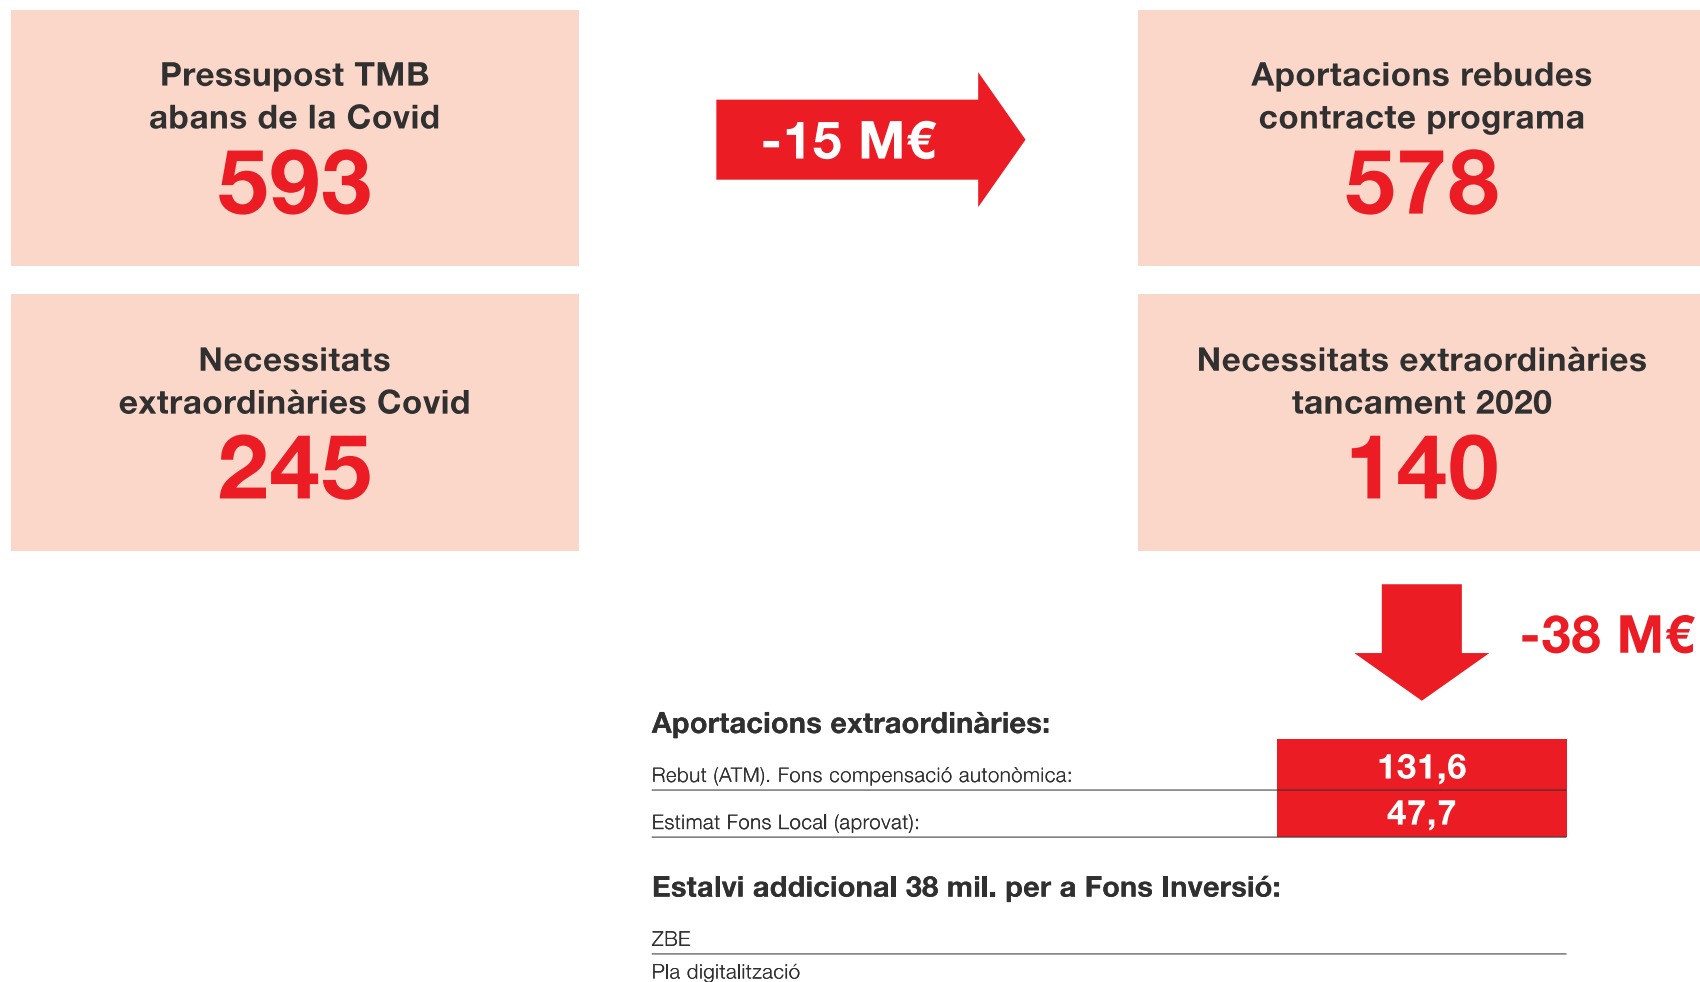 Pressupost TMB
abans de la Covid
593
-15 M€
Aportacions rebudes
contracte programa
578
Necessitats
extraordinàries Covid
245
Necessitats extraordinàries
tancament 2020
140
-38 M€
Aportacions extraordinàries:
Rebut (ATM). Fons compensació autonòmica: 131,6
Estimat Fons Local (aprovat): 47,7
Estalvi addicional 38 mil. per a Fons Inversió:
ZBE
Pla digitalització